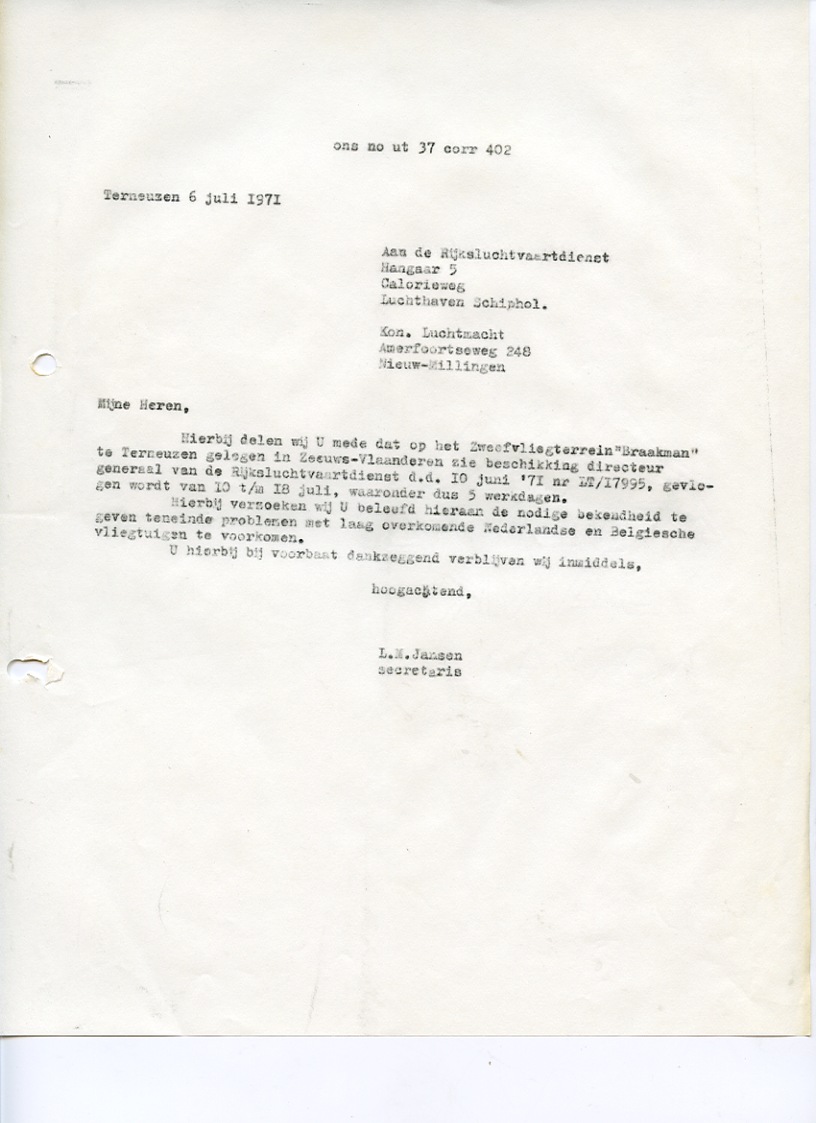 ons no ut 37 corr 402
Terneuzen 6 juli 1971
Aan de Rijksluchtvaartdienst
Hangaar 5
Calorieweg
Luchthaven Schiphol.
Kon. Luchtmacht
Amerfoortseweg 248
Nieuw-Millingen
Mijne Heren,
Hierbij delen wij U mede dat op het Zweefvliegterrein"Braakman"
te Terneuzen gelegen in Zeeuws-Vlaanderen zie beschikking directeur
generaal van de Rijksluchtvaartdienst d.d. 10 juni '71 nr LT/17995, gevlo-
gen wordt van 10 t/m 18 juli, waaronder dus 5 werkdagen.
Hierbij verzoeken wij U beleefd hieraan de nodige bekendheid te
geven teneinde problemen met laag overkomende Nederlandse en Belgiesche
vliegtuigen te voorkomen.
U hierbij bij voorbaat dankzeggend verblijven wij inmiddels,
hoogachtend,
L.M.Jansen
secretaris